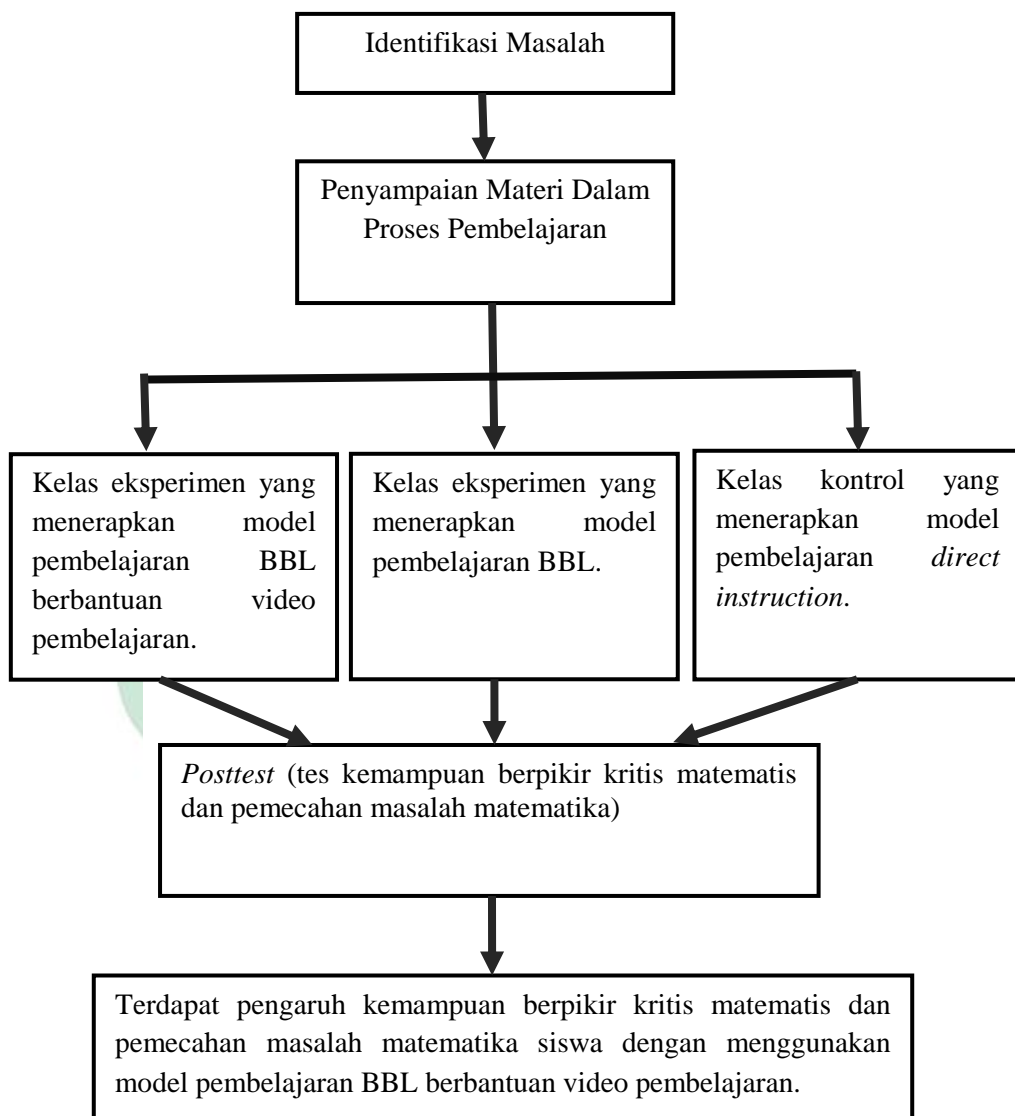 Identifikasi Masalah
Penyampaian Materi Dalam
Proses Pembelajaran
Kelas eksperimen yang
menerapkan model
pembelajaran BBL
berbantuan video
pembelajaran.
Kelas eksperimen yang
menerapkan model
pembelajaran BBL.
Kelas kontrol yang
menerapkan model
pembelajaran direct
instruction.
Posttest (tes kemampuan berpikir kritis matematis
dan pemecahan masalah matematika)
Terdapat pengaruh kemampuan berpikir kritis matematis dan
pemecahan masalah matematika siswa dengan menggunakan
model pembelajaran BBL berbantuan video pembelajaran.